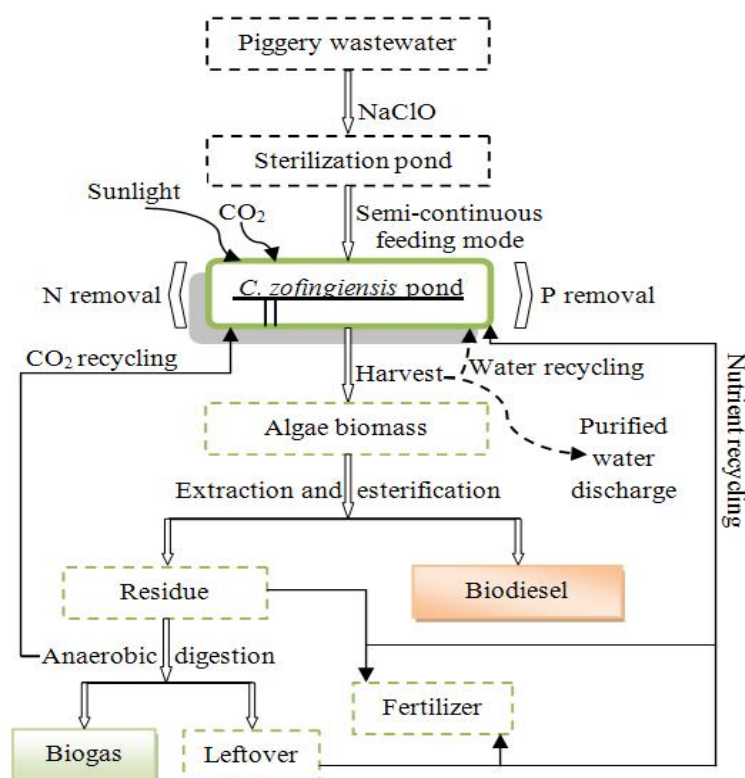 Piggery wastewater
NaClO
Sterilization pond
Sunlight
CO₂
Semi-continuous
feeding mode
N removal
C. zofingiensis pond
P removal
CO₂ recycling
Harvest
Water recycling
Nutrient recycling
Algae biomass
Purified
water
discharge
Extraction and esterification
Residue
Biodiesel
Anaerobic digestion
Fertilizer
Biogas
Leftover